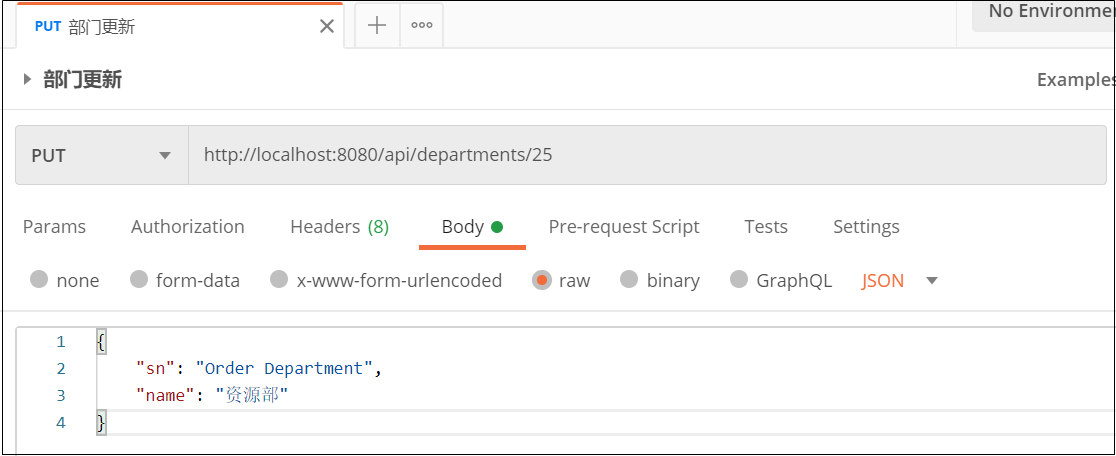 PUT 部门更新
No Environme
部门更新
Examples
PUT http://localhost:8080/api/departments/25
Params Authorization Headers (8) Body Pre-request Script Tests Settings
none form-data x-www-form-urlencoded raw binary GraphQL JSON
1 {
2 "sn": "Order Department",
3 "name": "资源部"
4 }